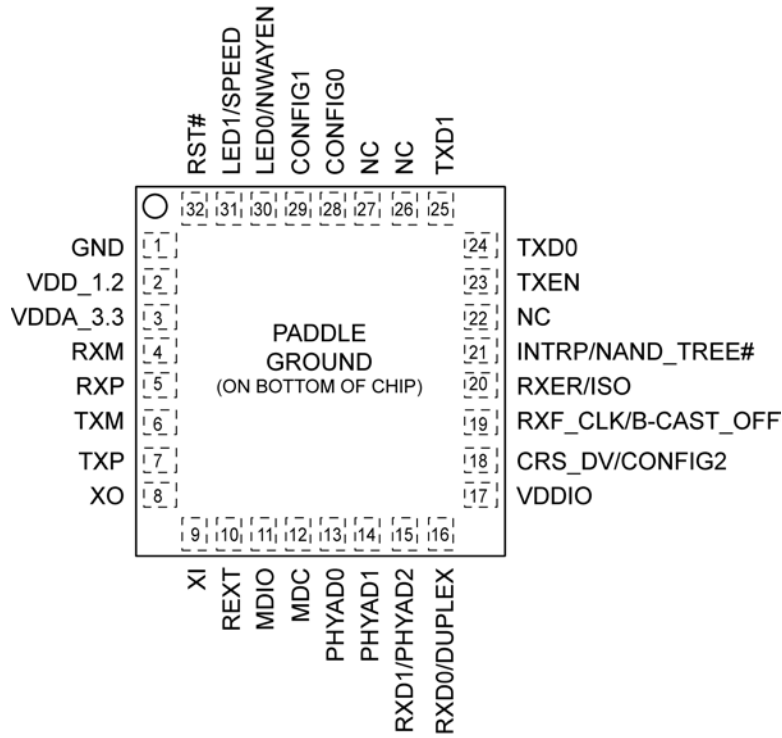 RST#
LED1/SPEED
LED0/NWAYEN
CONFIG1
CONFIG0
NC
NC
TXD1
32 31 30 29 28 27 26 25
GND 1
VDD_1.2 2
VDDA_3.3 3
RXM 4
RXP 5
TXM 6
TXP 7
XO 8
PADDLE
GROUND
(ON BOTTOM OF CHIP)
24 TXD0
23 TXEN
22 NC
21 INTRP/NAND_TREE#
20 RXER/ISO
19 RXF_CLK/B-CAST_OFF
18 CRS_DV/CONFIG2
17 VDDIO
9 10 11 12 13 14 15 16
XI
REXT
MDIO
MDC
PHYAD0
PHYAD1
RXD1/PHYAD2
RXD0/DUPLEX